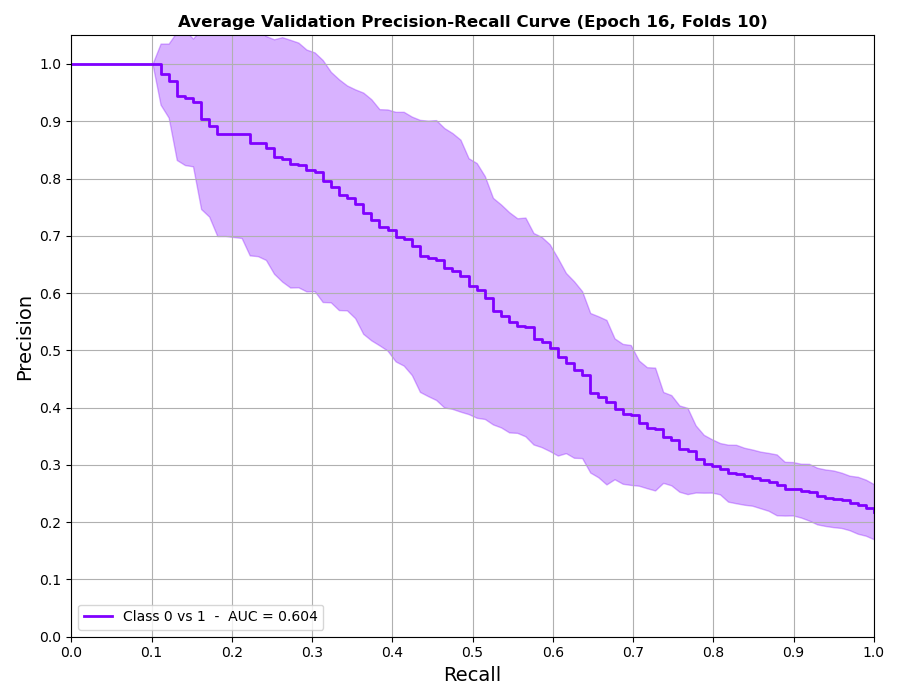 Average Validation Precision-Recall Curve (Epoch 16, Folds 10)
Precision
1.0
0.9
0.8
0.7
0.6
0.5
0.4
0.3
0.2
0.1
0.0
Class 0 vs 1 - AUC = 0.604
0.0 0.1 0.2 0.3 0.4 0.5 0.6 0.7 0.8 0.9 1.0
Recall